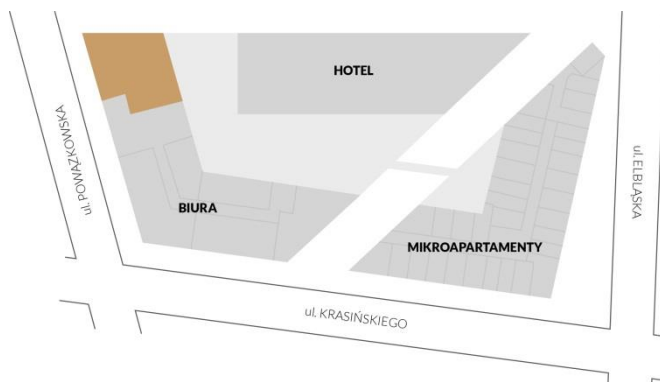 HOTEL
ul. POWĄZKOWSKA
ul. ELBLĄSKA
BIURA
MIKROAPARTAMENTY
ul. KRASIŃSKIEGO